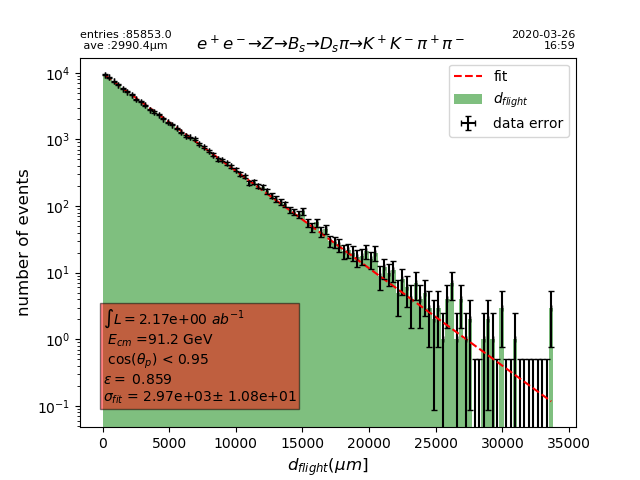 entries :85853.0
ave :2990.4μm
e⁺e⁻→Z→Bₛ→Dₛπ→K⁺K⁻π⁺π⁻
2020-03-26
16:59
fit
d_flight
data error
number of events
10⁴
10³
10²
10¹
10⁰
10⁻¹
∫L = 2.17e+00 ab⁻¹
E_cm =91.2 GeV
cos(θ_p) < 0.95
ε = 0.859
σ_fit = 2.97e+03± 1.08e+01
0 5000 10000 15000 20000 25000 30000 35000
d_flight(μm]